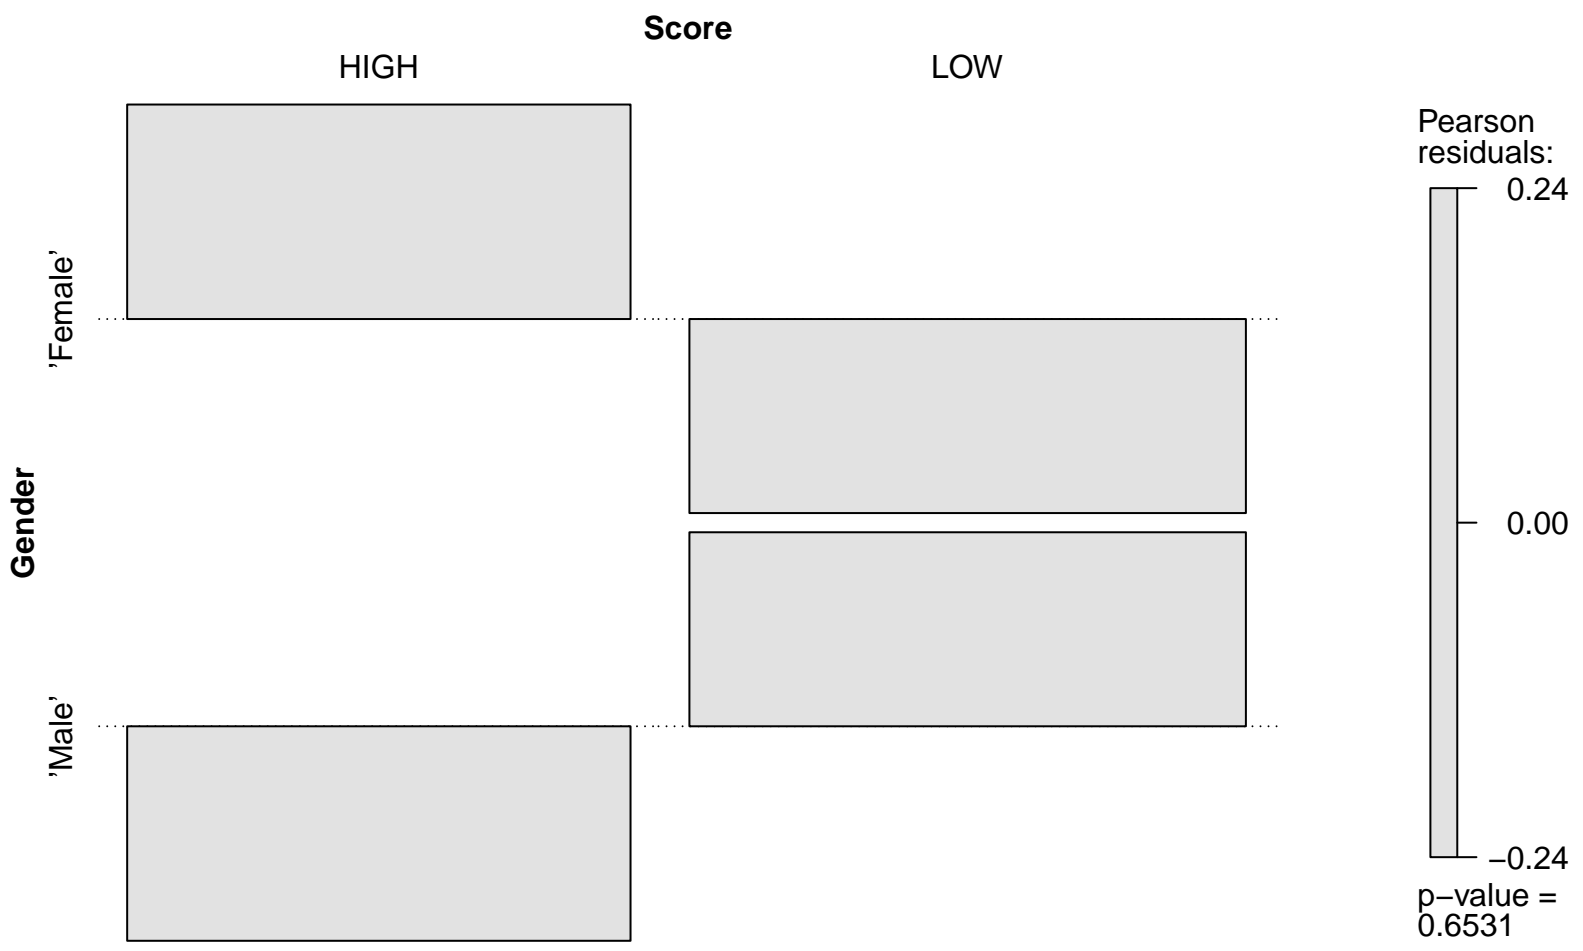 Score
HIGH
LOW
Pearson
residuals:
0.24
0.00
−0.24
p−value =
0.6531
Gender
’Female’
’Male’